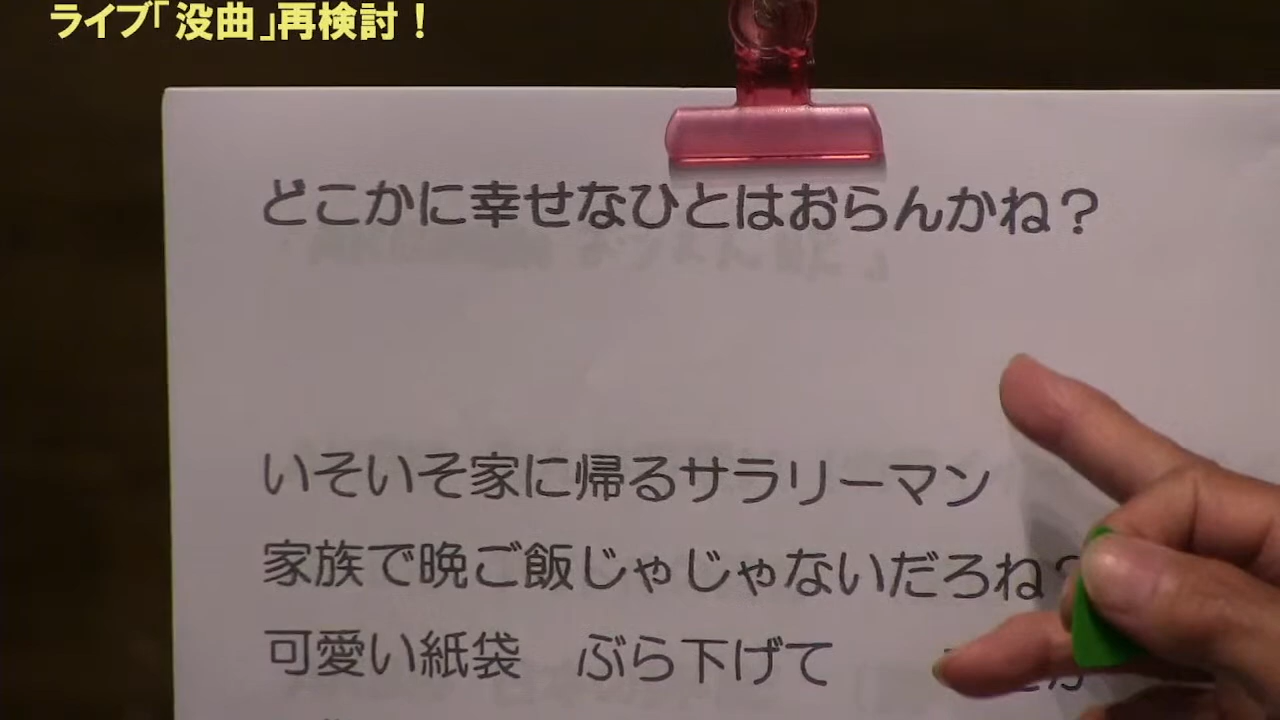 ライブ「没曲」再検討！
どこかに幸せなひとはおらんかね？
いそいそ家に帰るサラリーマン
家族で晩ご飯じゃじゃないだろね？
可愛い紙袋　ぶら下げて